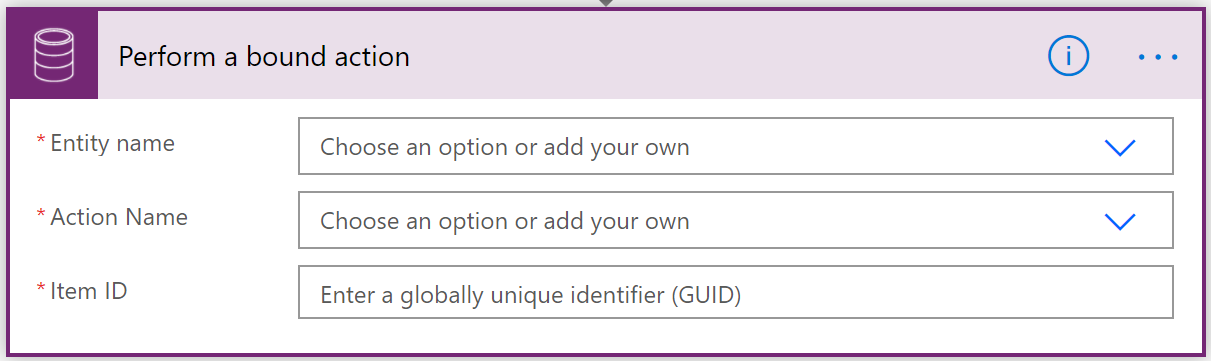 Perform a bound action
* Entity name
Choose an option or add your own
* Action Name
Choose an option or add your own
* Item ID
Enter a globally unique identifier (GUID)